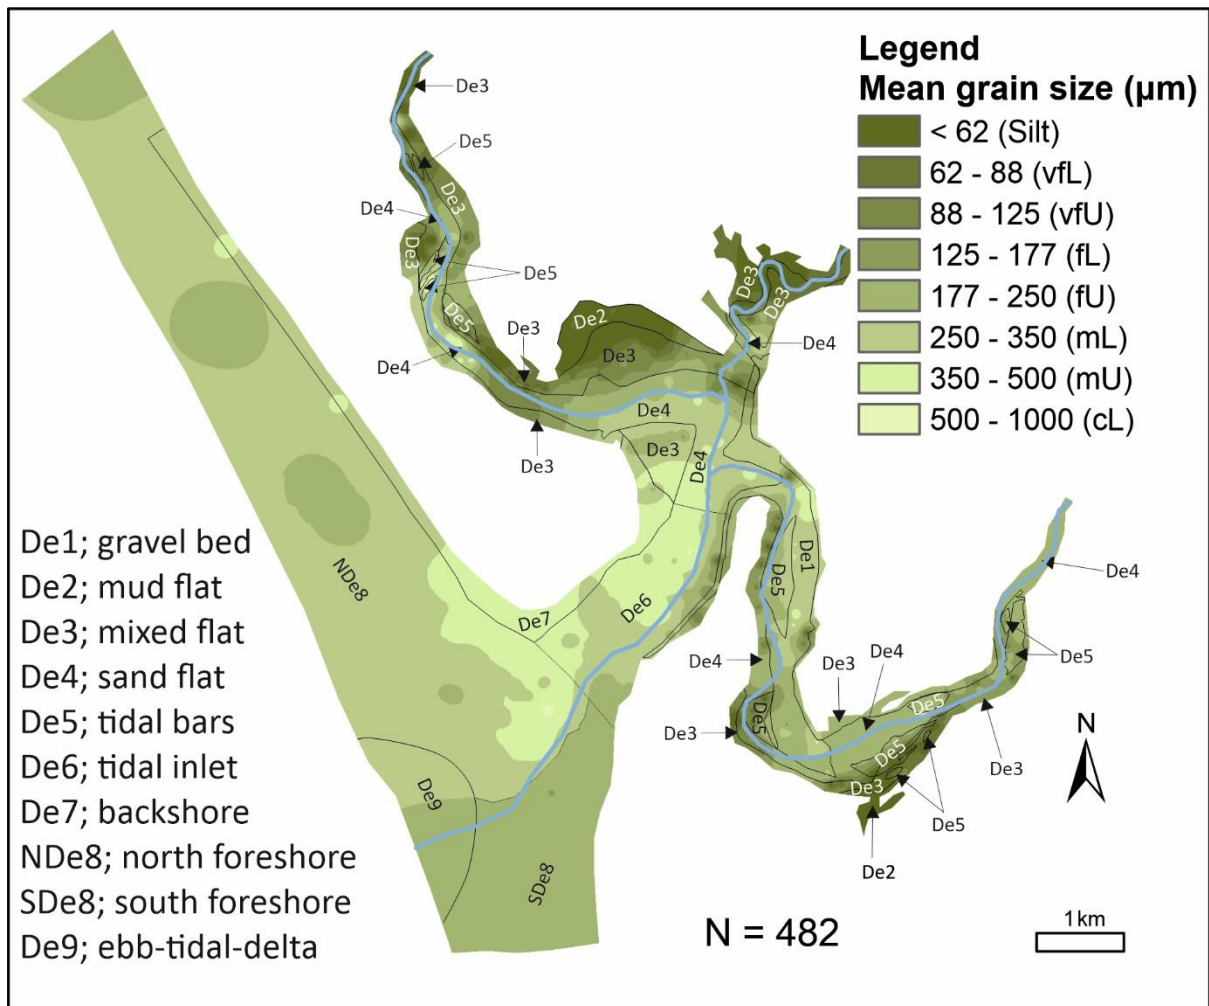 Legend
Mean grain size (µm)
< 62 (Silt)
62 - 88 (vfL)
88 - 125 (vfU)
125 - 177 (fL)
177 - 250 (fU)
250 - 350 (mL)
350 - 500 (mU)
500 - 1000 (cL)
De3
De5
De3
De4
De3
De5
De5
De3
De2
De3
De3
De3
De4
De4
De4
De3
De3
De4
De3
De1
De5
De6
De7
NDe8
De4
De3
De4
De5
De4
De5
De3
De5
De5
De3
De3
De5
De2
De9
SDe8
De1; gravel bed
De2; mud flat
De3; mixed flat
De4; sand flat
De5; tidal bars
De6; tidal inlet
De7; backshore
NDe8; north foreshore
SDe8; south foreshore
De9; ebb-tidal-delta
N
N = 482
1 km